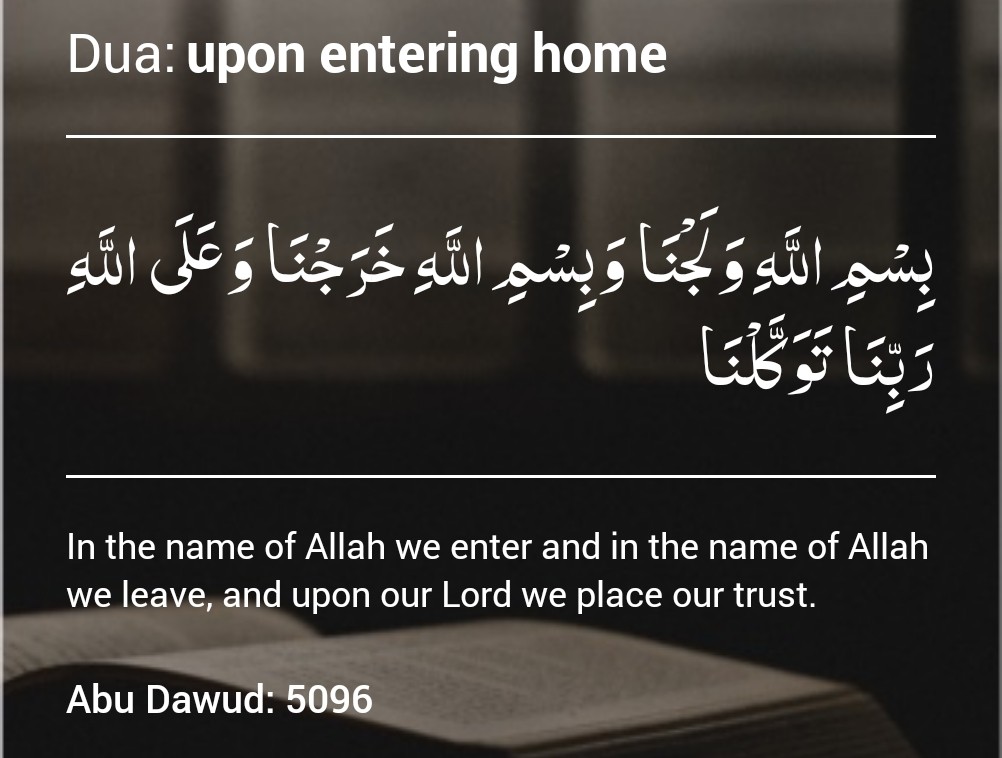 Dua: upon entering home
بِسْمِ اللَّهِ وَلَجْنَا وَبِسْمِ اللَّهِ خَرَجْنَا وَعَلَى اللَّهِ
رَبِّنَا تَوَكَّلْنَا
In the name of Allah we enter and in the name of Allah
we leave, and upon our Lord we place our trust.
Abu Dawud: 5096